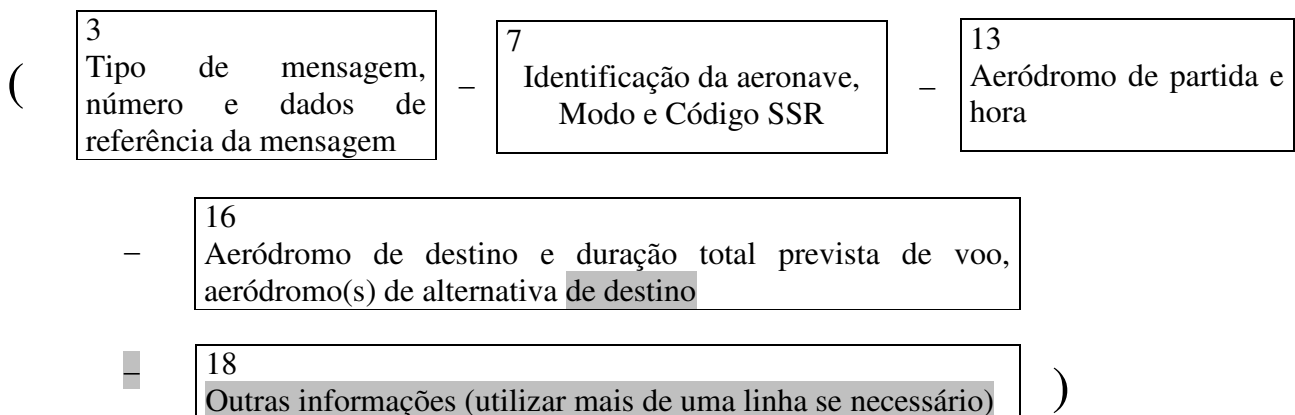 3
Tipo de mensagem,
número e dados de
referência da mensagem
7
Identificação da aeronave,
Modo e Código SSR
13
Aeródromo de partida e
hora
16
Aeródromo de destino e duração total prevista de voo,
aeródromo(s) de alternativa de destino
18
Outras informações (utilizar mais de uma linha se necessário)
( – – – – )